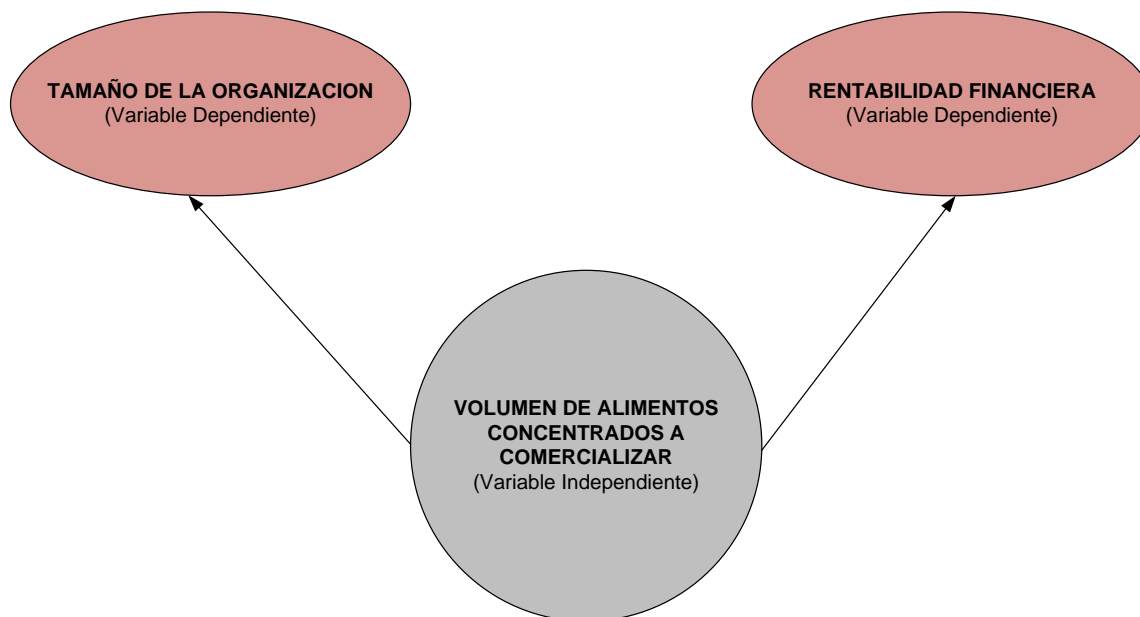 TAMAÑO DE LA ORGANIZACION
(Variable Dependiente)
RENTABILIDAD FINANCIERA
(Variable Dependiente)
VOLUMEN DE ALIMENTOS
CONCENTRADOS A
COMERCIALIZAR
(Variable Independiente)